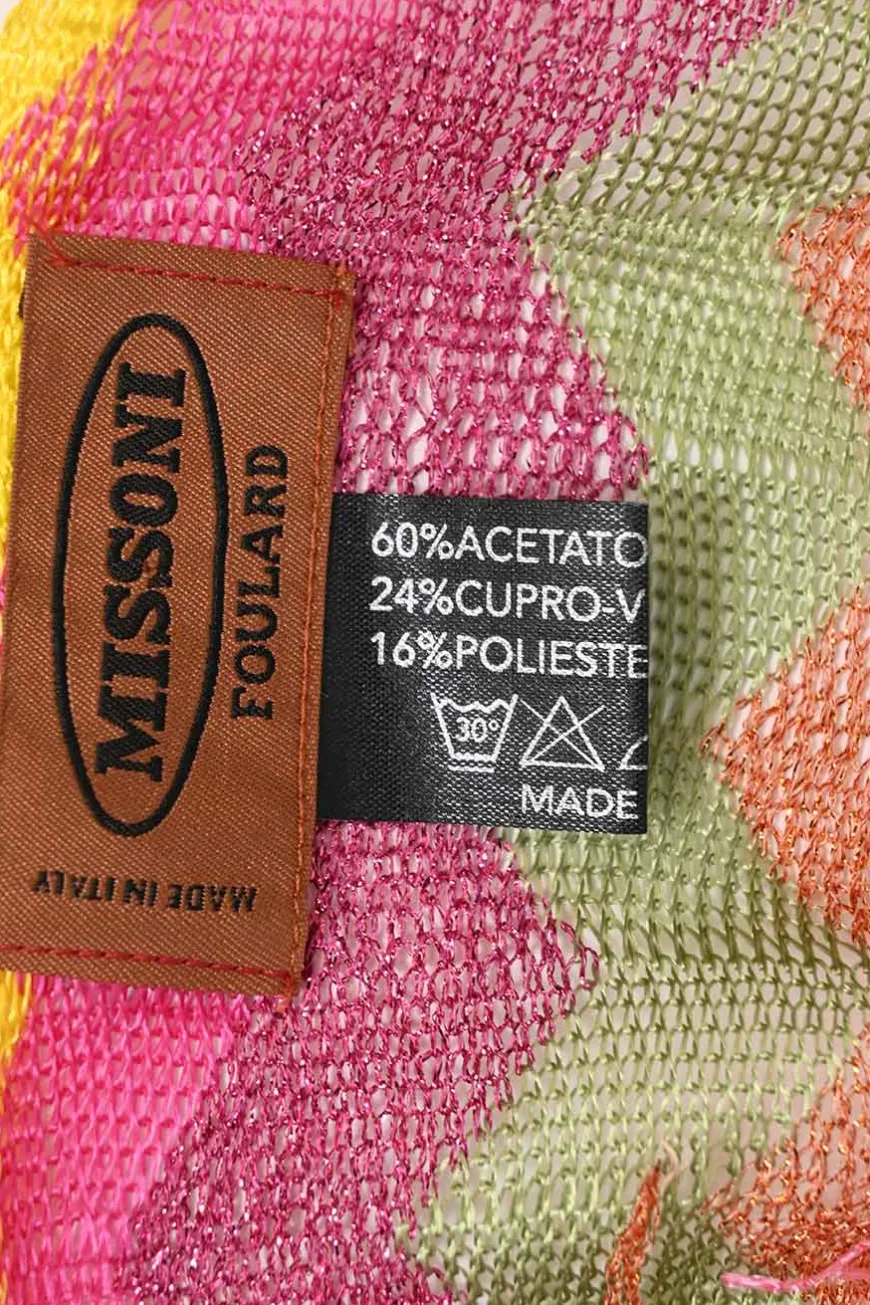 MISSONI
FOULARD
MADE IN ITALY
60%ACETATO
24%CUPRO-V
16%POLIESTE
30°
MADE